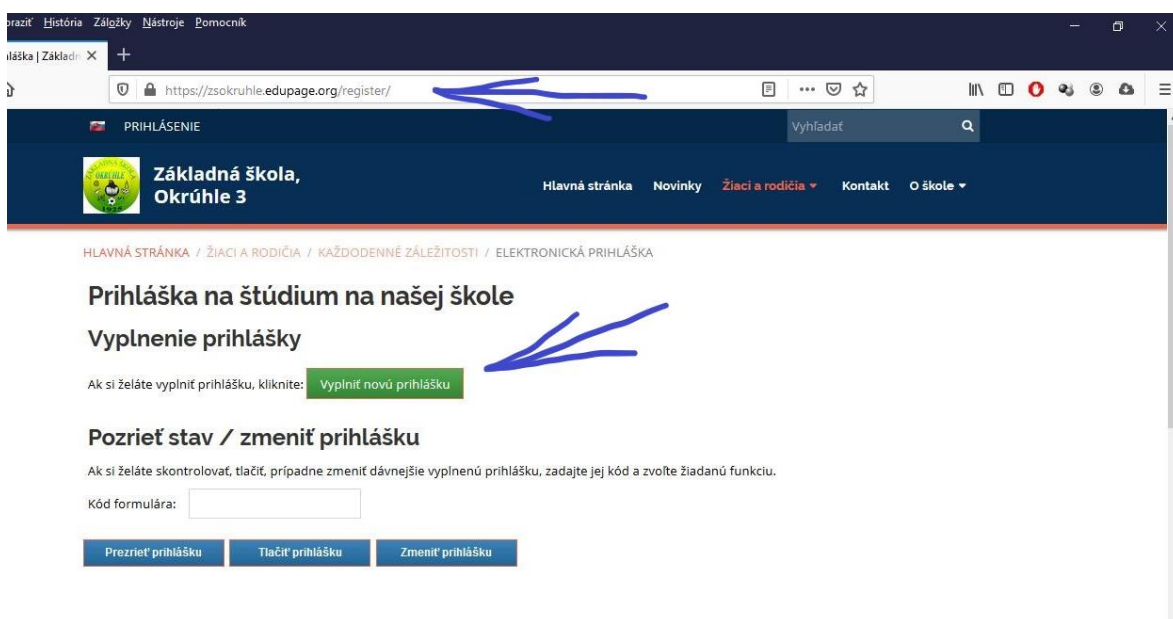 História Záložky Nástroje Pomocník
https://zsokruhle.edupage.org/register/
PRIHLÁSENIE
Vyhľadať
Základná škola,
Okrúhle 3
Hlavná stránka Novinky Žiaci a rodičia Kontakt O škole
HLAVNÁ STRÁNKA / ŽIACI A RODIČIA / KAŽDODENNÉ ZÁLEŽITOSTI / ELEKTRONICKÁ PRIHLÁŠKA
Prihláška na štúdium na našej škole
Vyplnenie prihlášky
Ak si želáte vyplniť prihlášku, kliknite: Vyplniť novú prihlášku
Pozrieť stav / zmeniť prihlášku
Ak si želáte skontrolovať, tlačiť, prípadne zmeniť dávnejšie vyplnenú prihlášku, zadajte jej kód a zvoľte žiadanú funkciu.
Kód formulára:
Prezrieť prihlášku Tlačiť prihlášku Zmeniť prihlášku